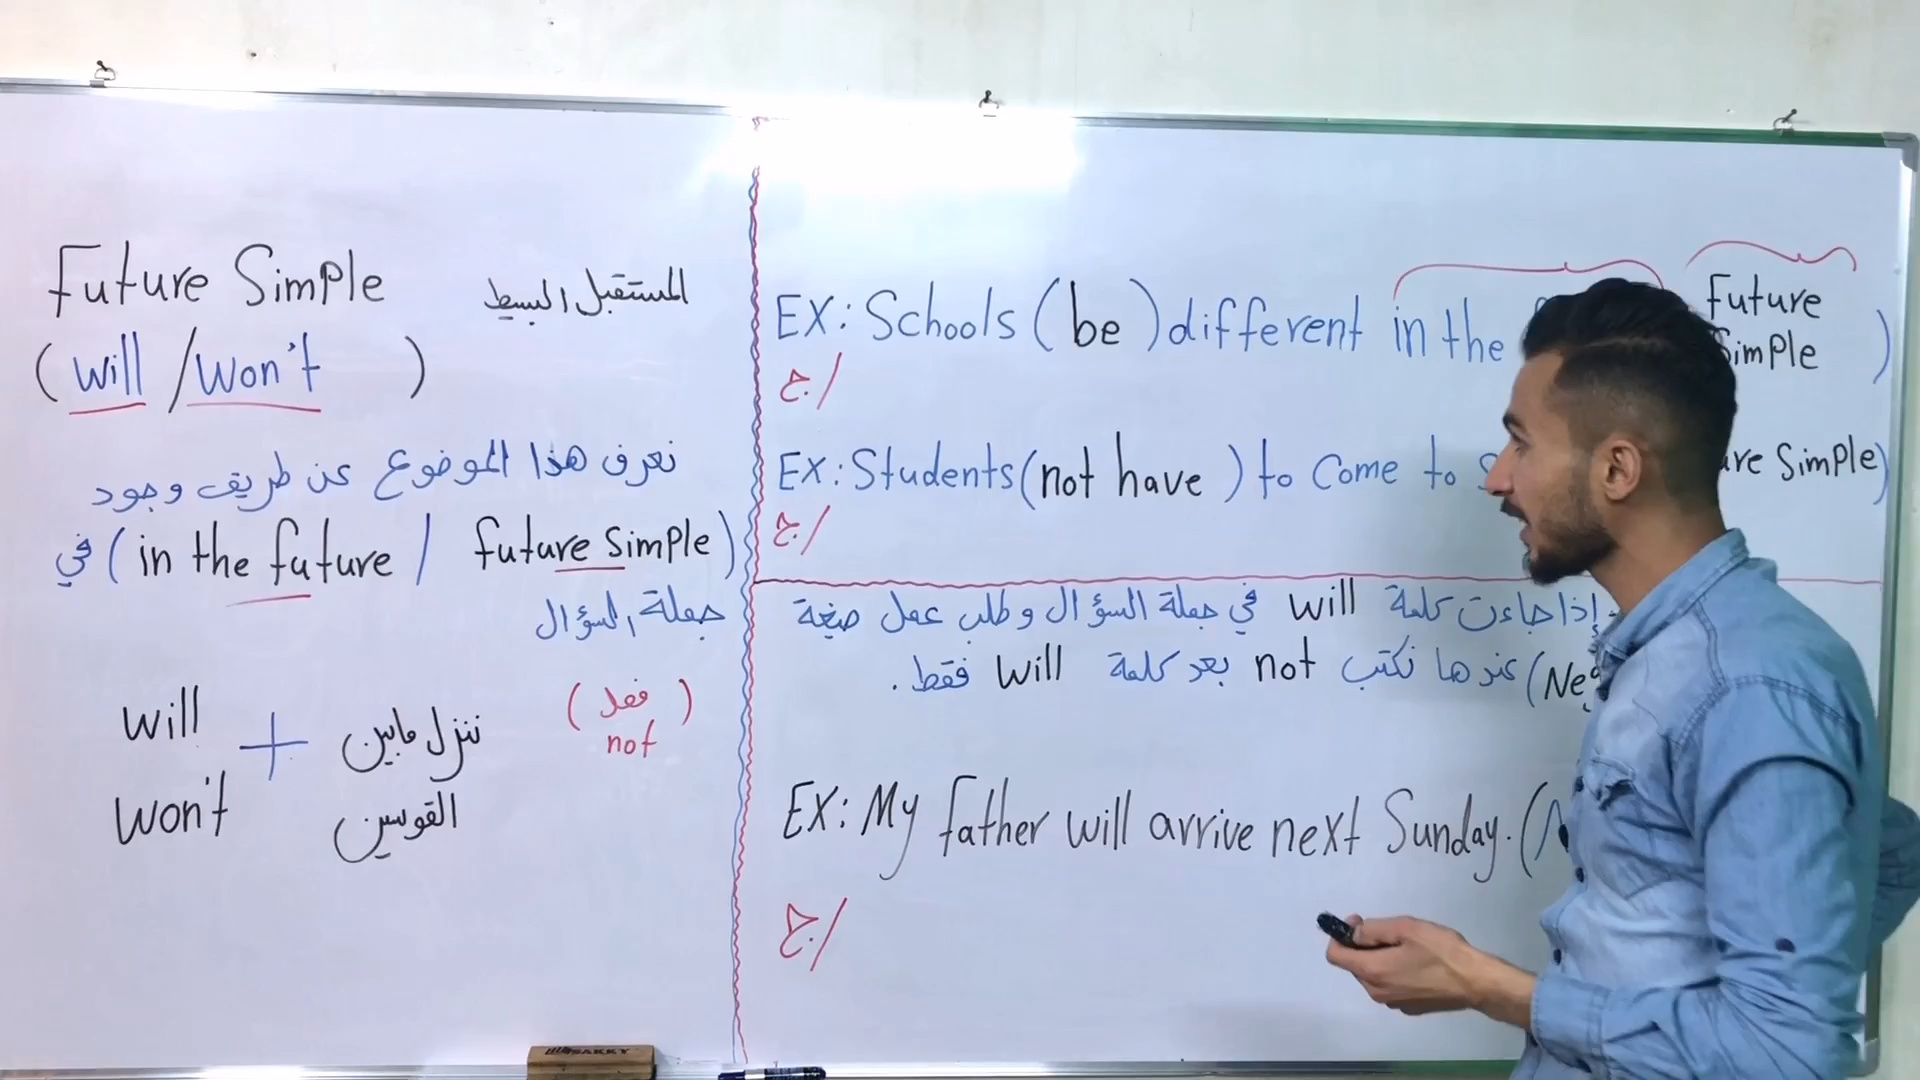 Future Simple المستقبل البسيط
(will / won't )
نعرف هذا الموضوع عن طريق وجود
في (in the future / future simple)
جملة السؤال
will
won't
+
ننزل مابين
القوسين
(فعل)
not
EX: Schools (be) different in the
Future
Simple )
ج/
EX: Students (not have) to come to
Simple)
ج/
إذا جاءت كلمة will في جملة السؤال وطلب عمل صيغة
(Neg عندها نكتب not بعد كلمة will فقط.
EX: My father will arrive next Sunday. (
ج/
SAKKY